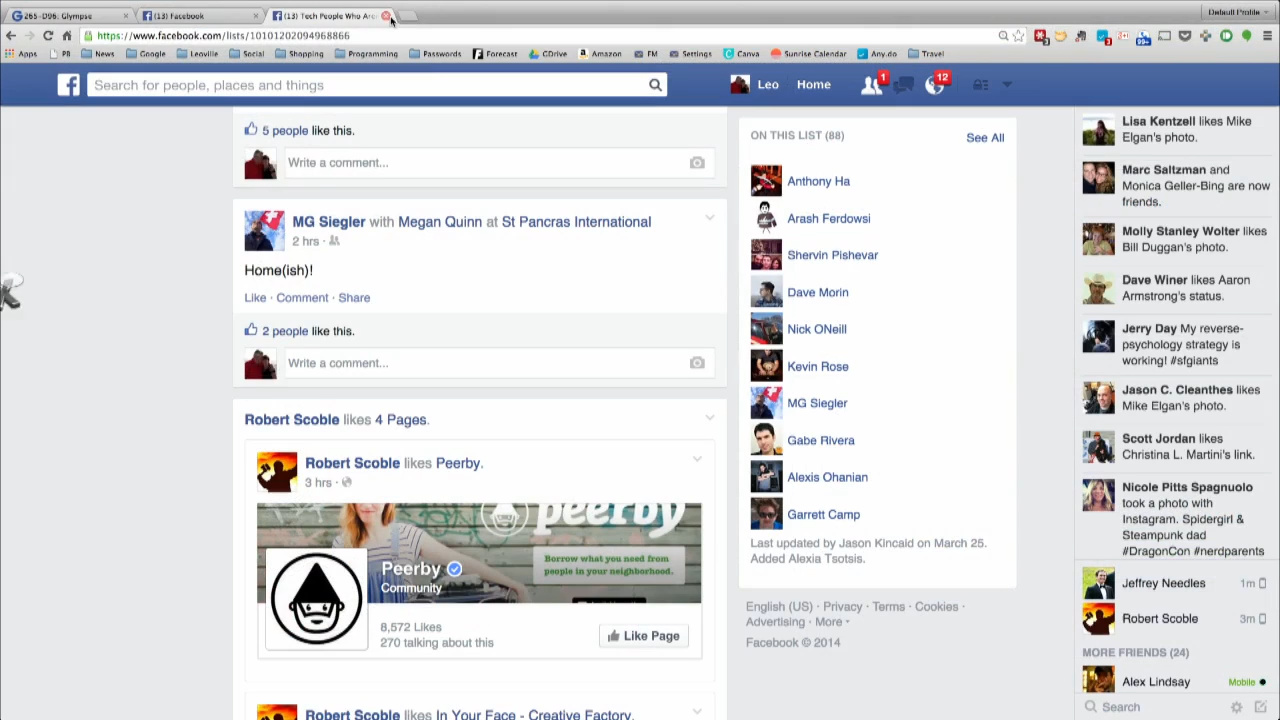 265-D96: Glympse
(13) Facebook
(13) Tech People Who Are
Default Profile
https://www.facebook.com/lists/10101202094968866
Apps
PB
News
Google
Leoville
Social
Shopping
Programming
Passwords
Forecast
GDrive
Amazon
FM
Settings
Canva
Sunrise Calendar
Any.do
Travel
Search for people, places and things
Leo
Home
1
12
5 people like this.
Write a comment...
MG Siegler with Megan Quinn at St Pancras International
2 hrs ·
Home(ish)!
Like · Comment · Share
2 people like this.
Write a comment...
Robert Scoble likes 4 Pages.
Robert Scoble likes Peerby.
3 hrs ·
peerby
Borrow what you need from
people in your neighborhood.
Peerby
Community
8,572 Likes
270 talking about this
Like Page
Robert Scoble likes In Your Face - Creative Factory.
ON THIS LIST (88)
See All
Anthony Ha
Arash Ferdowsi
Shervin Pishevar
Dave Morin
Nick ONeill
Kevin Rose
MG Siegler
Gabe Rivera
Alexis Ohanian
Garrett Camp
Last updated by Jason Kincaid on March 25.
Added Alexia Tsotsis.
English (US) · Privacy · Terms · Cookies ·
Advertising · More
Facebook © 2014
Lisa Kentzell likes Mike
Elgan's photo.
Marc Saltzman and
Monica Geller-Bing are now
friends.
Molly Stanley Wolter likes
Bill Duggan's photo.
Dave Winer likes Aaron
Armstrong's status.
Jerry Day My reverse-
psychology strategy is
working! #sfgiants
Jason C. Cleanthes likes
Mike Elgan's photo.
Scott Jordan likes
Christina L. Martini's link.
Nicole Pitts Spagnuolo
took a photo with
Instagram. Spidergirl &
Steampunk dad
#DragonCon #nerdparents
Jeffrey Needles 1m
Robert Scoble 3m
MORE FRIENDS (24)
Alex Lindsay Mobile
Search